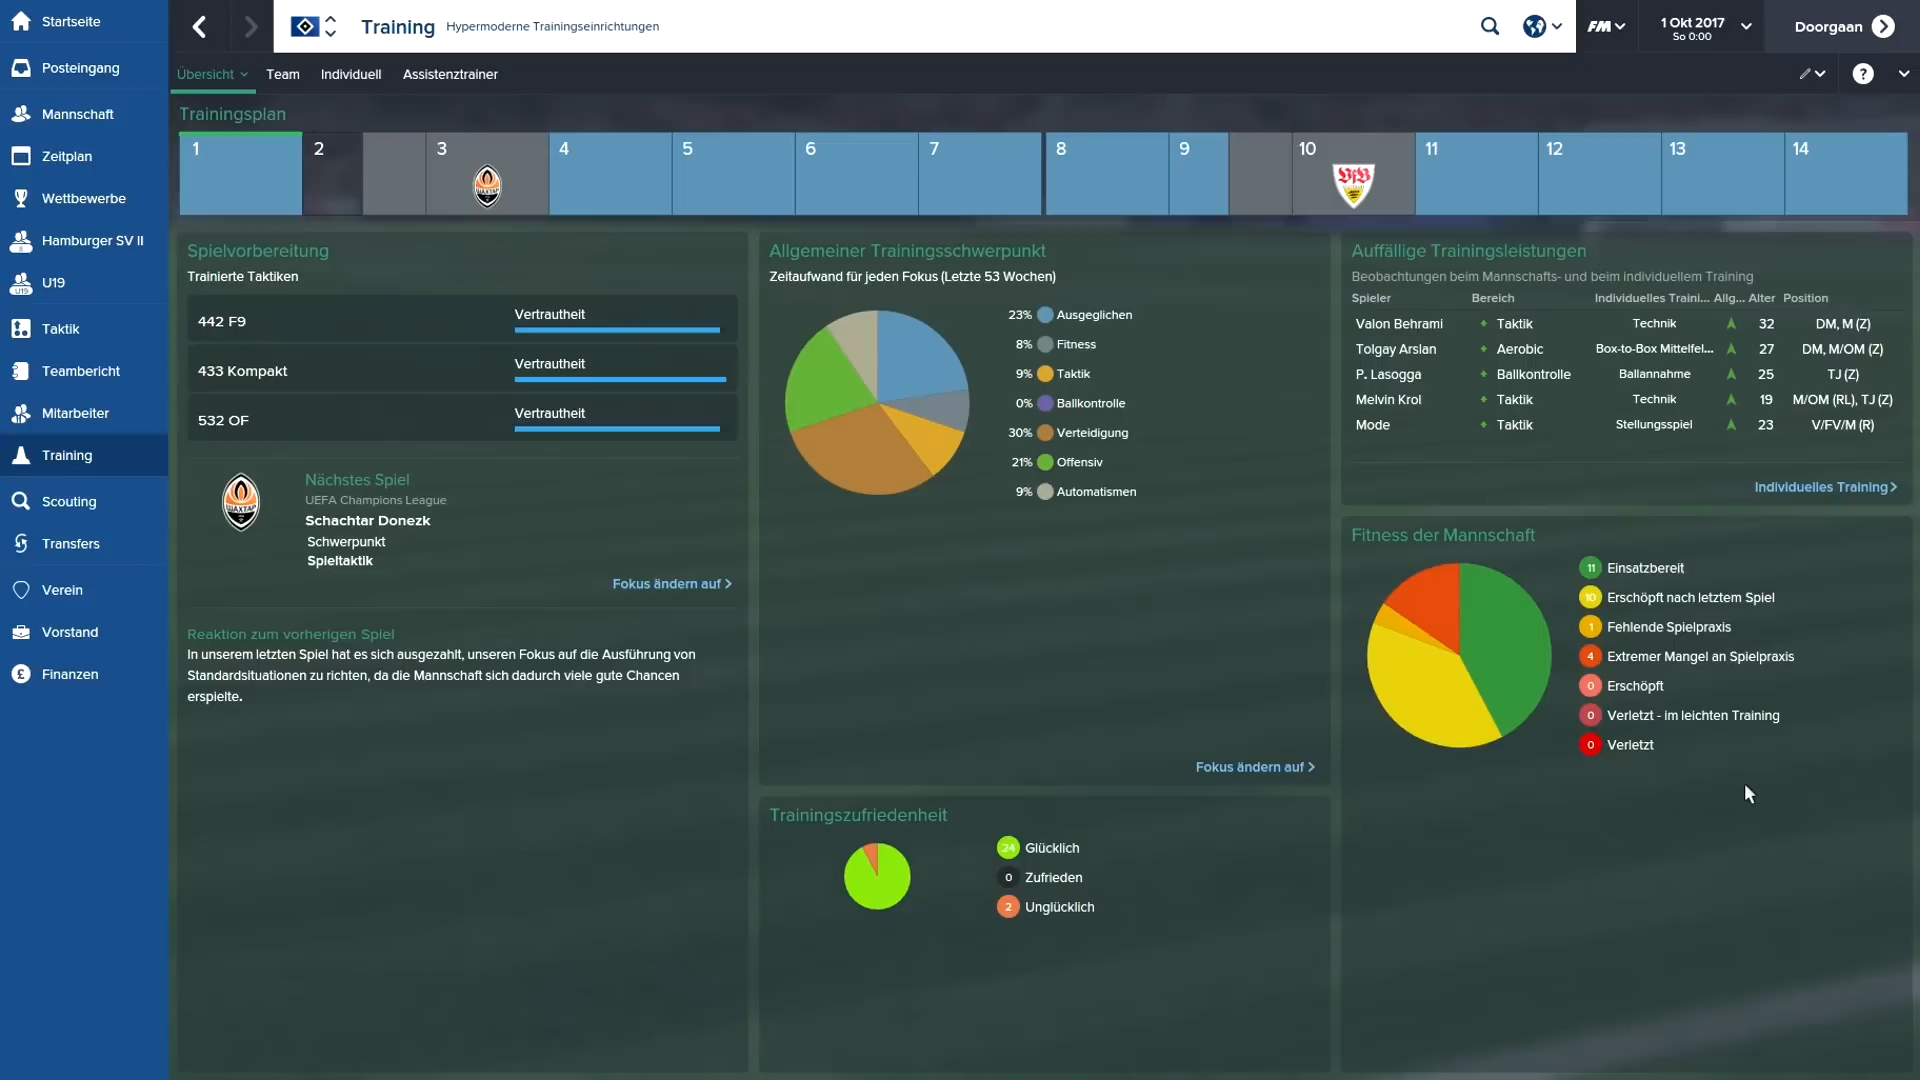 Startseite
Posteingang
Mannschaft
Zeitplan
Wettbewerbe
Hamburger SV II
U19
Taktik
Teambericht
Mitarbeiter
Training
Scouting
Transfers
Verein
Vorstand
Finanzen
Training Hypermoderne Trainingseinrichtungen
FM
1 Okt 2017
So 0:00
Doorgaan
Übersicht Team Individuell Assistenztrainer
?
Trainingsplan
1 2 3 4 5 6 7 8 9 10 11 12 13 14
Spielvorbereitung
Trainierte Taktiken
442 F9 Vertrautheit
433 Kompakt Vertrautheit
532 OF Vertrautheit
Nächstes Spiel
UEFA Champions League
Schachtar Donezk
Schwerpunkt
Spieltaktik
Fokus ändern auf >
Reaktion zum vorherigen Spiel
In unserem letzten Spiel hat es sich ausgezahlt, unseren Fokus auf die Ausführung von
Standardsituationen zu richten, da die Mannschaft sich dadurch viele gute Chancen
erspielte.
Allgemeiner Trainingsschwerpunkt
Zeitaufwand für jeden Fokus (Letzte 53 Wochen)
23% Ausgeglichen
8% Fitness
9% Taktik
0% Ballkontrolle
30% Verteidigung
21% Offensiv
9% Automatismen
Fokus ändern auf >
Trainingszufriedenheit
24 Glücklich
0 Zufrieden
2 Unglücklich
Auffällige Trainingsleistungen
Beobachtungen beim Mannschafts- und beim individuellem Training
Spieler Bereich Individuelles Traini... Allg... Alter Position
Valon Behrami Taktik Technik 32 DM, M (Z)
Tolgay Arslan Aerobic Box-to-Box Mittelfel... 27 DM, M/OM (Z)
P. Lasogga Ballkontrolle Ballannahme 25 TJ (Z)
Melvin Krol Taktik Technik 19 M/OM (RL), TJ (Z)
Mode Taktik Stellungsspiel 23 V/FV/M (R)
Individuelles Training >
Fitness der Mannschaft
11 Einsatzbereit
10 Erschöpft nach letztem Spiel
1 Fehlende Spielpraxis
4 Extremer Mangel an Spielpraxis
0 Erschöpft
0 Verletzt - im leichten Training
0 Verletzt